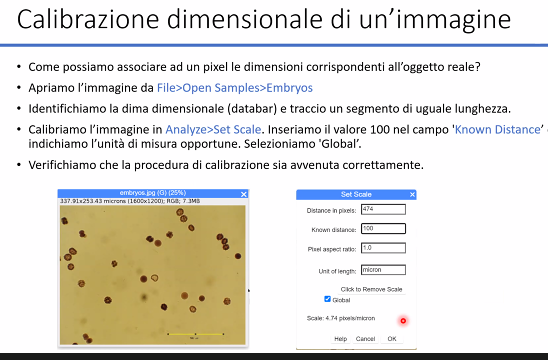 Calibrazione dimensionale di un'immagine
• Come possiamo associare ad un pixel le dimensioni corrispondenti all'oggetto reale?
• Apriamo l'immagine da File>Open Samples>Embryos
• Identifichiamo la dima dimensionale (databar) e traccio un segmento di uguale lunghezza.
• Calibriamo l'immagine in Analyze>Set Scale. Inseriamo il valore 100 nel campo 'Known Distance'
indichiamo l'unità di misura opportune. Selezioniamo 'Global'.
• Verifichiamo che la procedura di calibrazione sia avvenuta correttamente.
embryos.jpg (G) (25%)
337.91x253.43 microns (1600x1200); RGB; 7.3MB
Set Scale
Distance in pixels: 474
Known distance: 100
Pixel aspect ratio: 1.0
Unit of length: micron
Click to Remove Scale
Global
Scale: 4.74 pixels/micron
Help Cancel OK